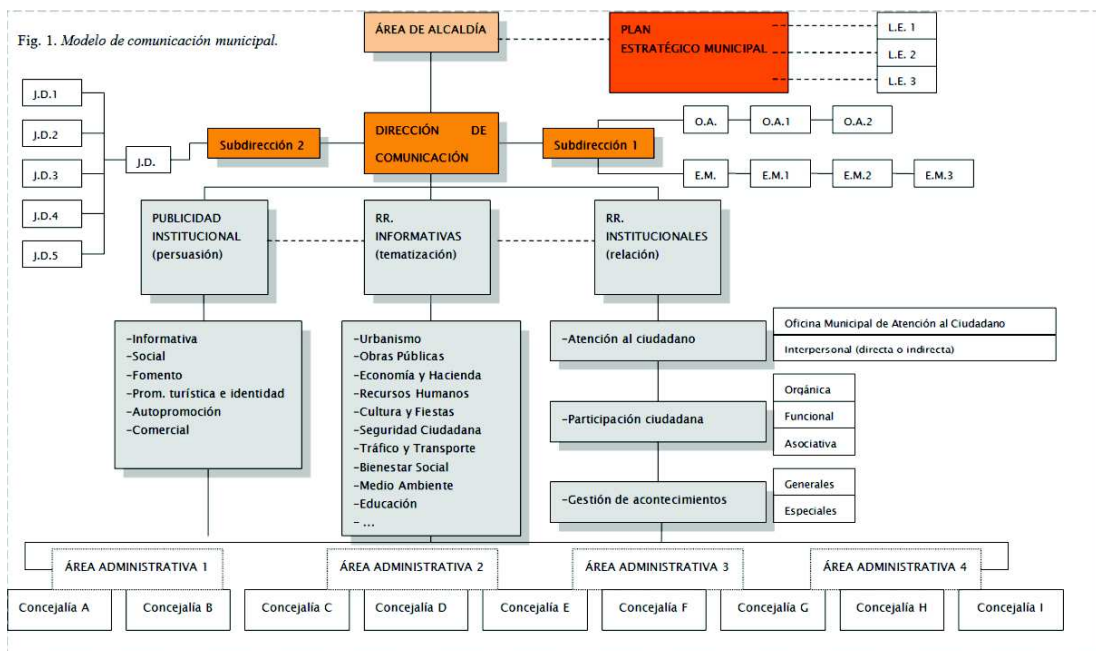 Fig. 1. Modelo de comunicación municipal.
ÁREA DE ALCALDÍA
PLAN
ESTRATÉGICO MUNICIPAL
L.E. 1
L.E. 2
L.E. 3
J.D.1
J.D.2
J.D.3
J.D.4
J.D.5
J.D.
Subdirección 2
DIRECCIÓN DE
COMUNICACIÓN
Subdirección 1
O.A.
O.A.1
O.A.2
E.M.
E.M.1
E.M.2
E.M.3
PUBLICIDAD
INSTITUCIONAL
(persuasión)
RR.
INFORMATIVAS
(tematización)
RR.
INSTITUCIONALES
(relación)
-Informativa
-Social
-Fomento
-Prom. turística e identidad
-Autopromoción
-Comercial
-Urbanismo
-Obras Públicas
-Economía y Hacienda
-Recursos Humanos
-Cultura y Fiestas
-Seguridad Ciudadana
-Tráfico y Transporte
-Bienestar Social
-Medio Ambiente
-Educación
- ...
-Atención al ciudadano
Oficina Municipal de Atención al Ciudadano
Interpersonal (directa o indirecta)
-Participación ciudadana
Orgánica
Funcional
Asociativa
-Gestión de acontecimientos
Generales
Especiales
ÁREA ADMINISTRATIVA 1
ÁREA ADMINISTRATIVA 2
ÁREA ADMINISTRATIVA 3
ÁREA ADMINISTRATIVA 4
Concejalía A
Concejalía B
Concejalía C
Concejalía D
Concejalía E
Concejalía F
Concejalía G
Concejalía H
Concejalía I